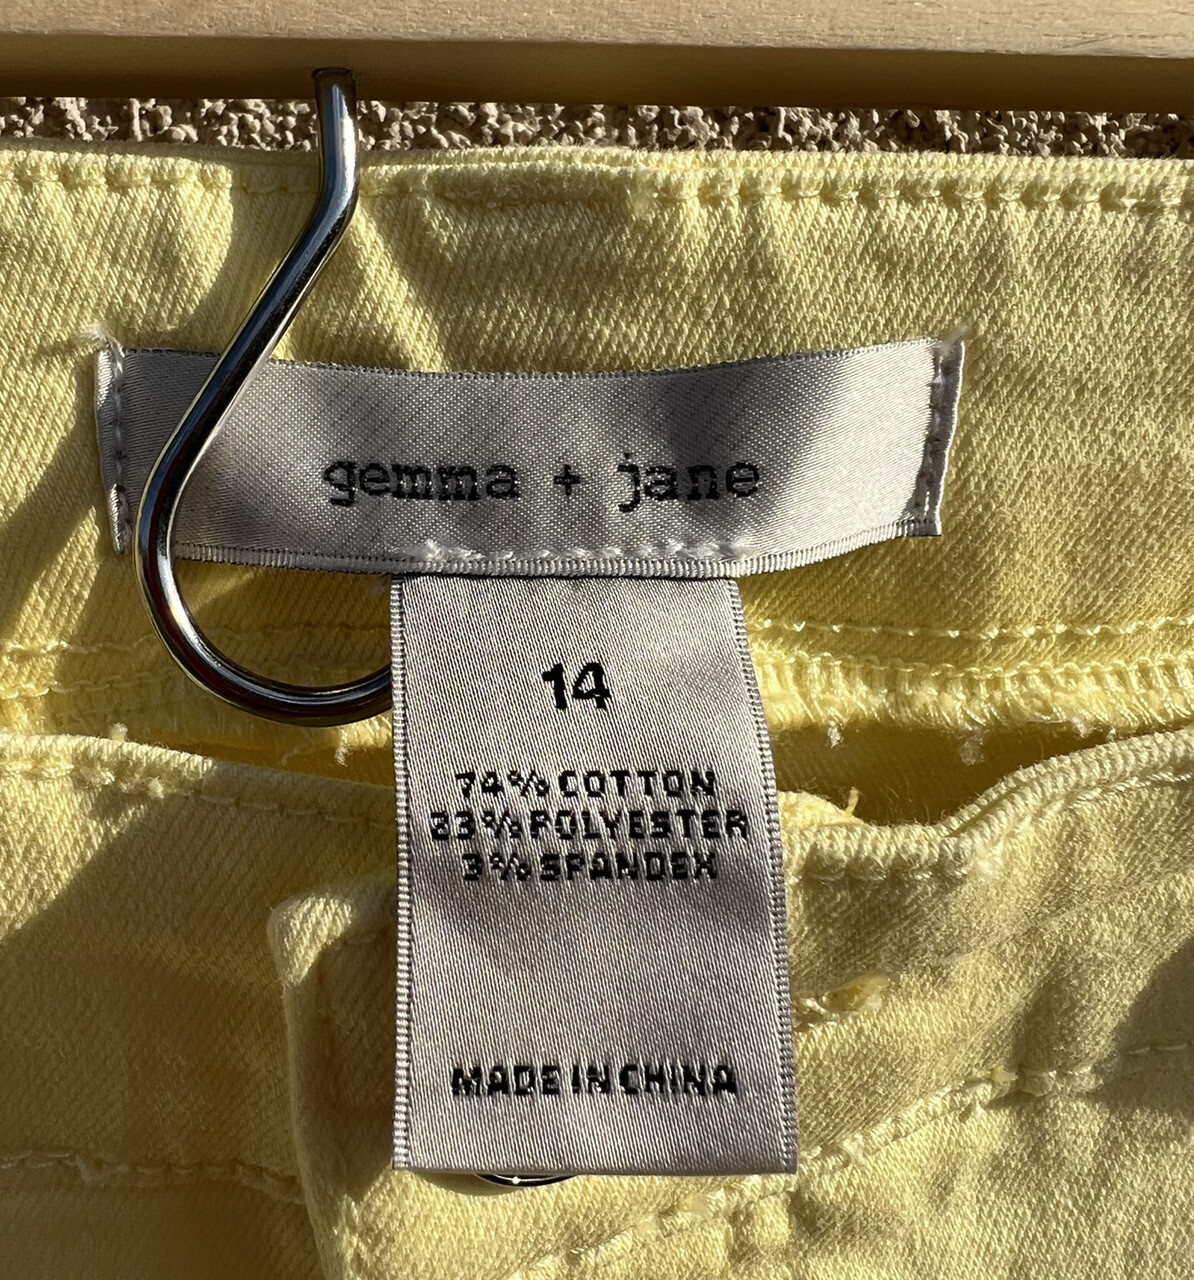 gemma + jane
14
74% COTTON
23% POLYESTER
3% SPANDEX
MADE IN CHINA